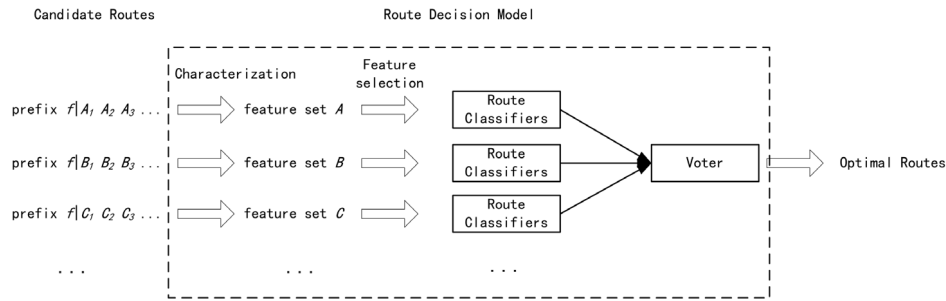 Candidate Routes
Route Decision Model
Characterization
Feature
selection
prefix f|A₁ A₂ A₃ ...
feature set A
Route
Classifiers
prefix f|B₁ B₂ B₃ ...
feature set B
Route
Classifiers
Voter
Optimal Routes
prefix f|C₁ C₂ C₃ ...
feature set C
Route
Classifiers
...
...
...